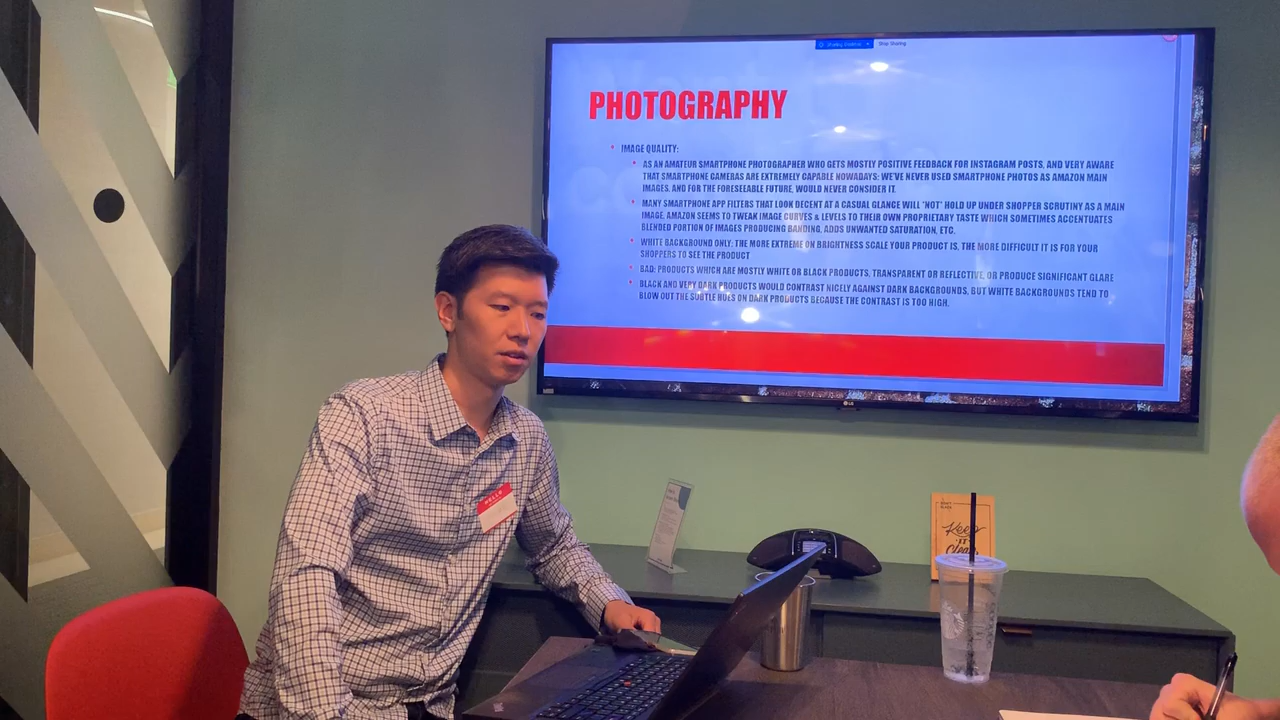 Stop Sharing
PHOTOGRAPHY
IMAGE QUALITY:
AS AN AMATEUR SMARTPHONE PHOTOGRAPHER WHO GETS MOSTLY POSITIVE FEEDBACK FOR INSTAGRAM POSTS, AND VERY AWARE
THAT SMARTPHONE CAMERAS ARE EXTREMELY CAPABLE NOWADAYS: WE'VE NEVER USED SMARTPHONE PHOTOS AS AMAZON MAIN
IMAGES, AND FOR THE FORESEEABLE FUTURE, WOULD NEVER CONSIDER IT.
MANY SMARTPHONE APP FILTERS THAT LOOK DECENT AT A CASUAL GLANCE WILL *NOT* HOLD UP UNDER SHOPPER SCRUTINY AS A MAIN
IMAGE. AMAZON SEEMS TO TWEAK IMAGE CURVES & LEVELS TO THEIR OWN PROPRIETARY TASTE WHICH SOMETIMES ACCENTUATES
BLENDED PORTION OF IMAGES PRODUCING BANDING, ADDS UNWANTED SATURATION, ETC.
WHITE BACKGROUND ONLY: THE MORE EXTREME ON BRIGHTNESS SCALE YOUR PRODUCT IS, THE MORE DIFFICULT IT IS FOR YOUR
SHOPPERS TO SEE THE PRODUCT
BAD: PRODUCTS WHICH ARE MOSTLY WHITE OR BLACK PRODUCTS, TRANSPARENT OR REFLECTIVE, OR PRODUCE SIGNIFICANT GLARE
BLACK AND VERY DARK PRODUCTS WOULD CONTRAST NICELY AGAINST DARK BACKGROUNDS, BUT WHITE BACKGROUNDS TEND TO
BLOW OUT THE SUBTLE HUES ON DARK PRODUCTS BECAUSE THE CONTRAST IS TOO HIGH.
LG
HELLO
Keep
IT
Clean